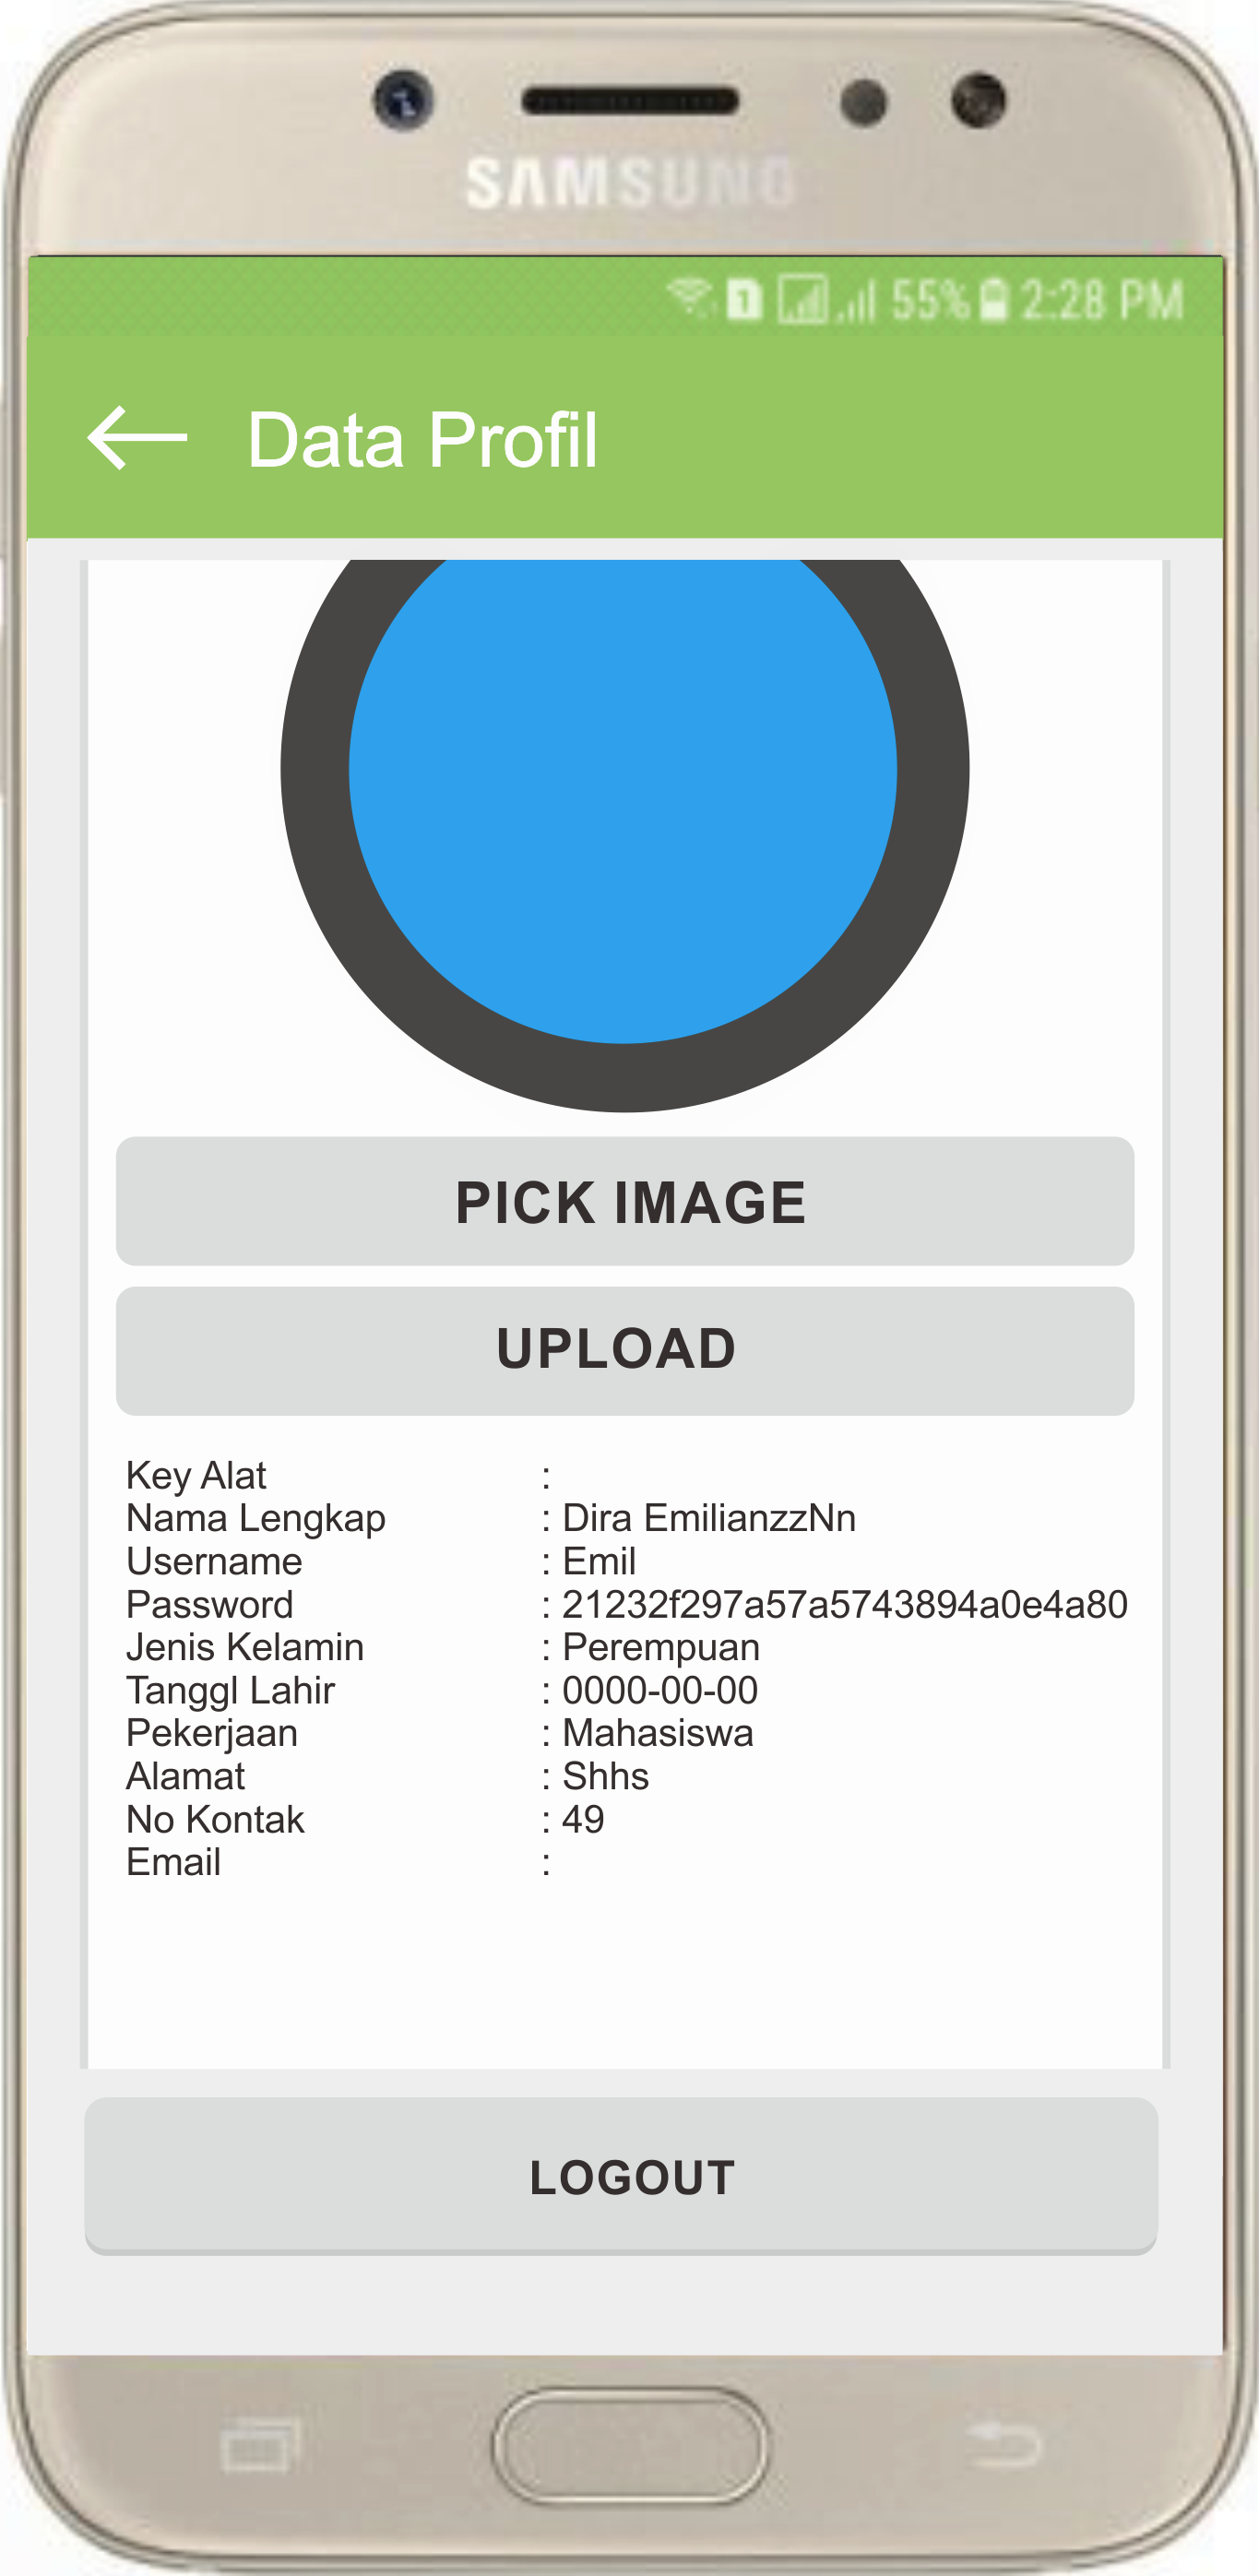 SAMSUNG
1 55% 2:28 PM
Data Profil
PICK IMAGE
UPLOAD
Key Alat :
Nama Lengkap : Dira EmilianzzNn
Username : Emil
Password : 21232f297a57a5743894a0e4a80
Jenis Kelamin : Perempuan
Tanggl Lahir : 0000-00-00
Pekerjaan : Mahasiswa
Alamat : Shhs
No Kontak : 49
Email :
LOGOUT